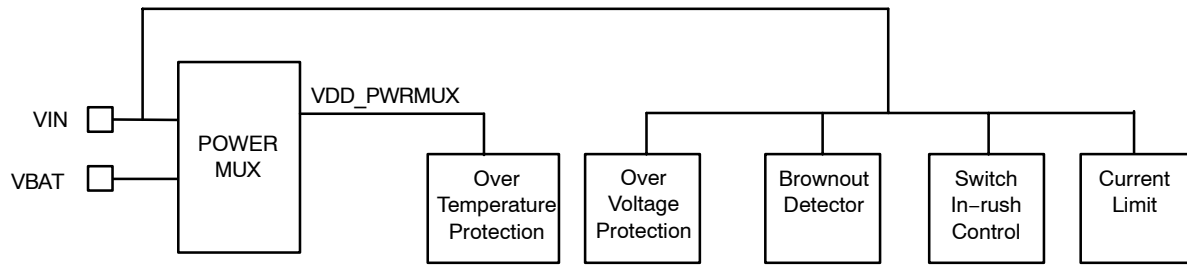 VIN
VBAT
POWER
MUX
VDD_PWRMUX
Over
Temperature
Protection
Over
Voltage
Protection
Brownout
Detector
Switch
In−rush
Control
Current
Limit